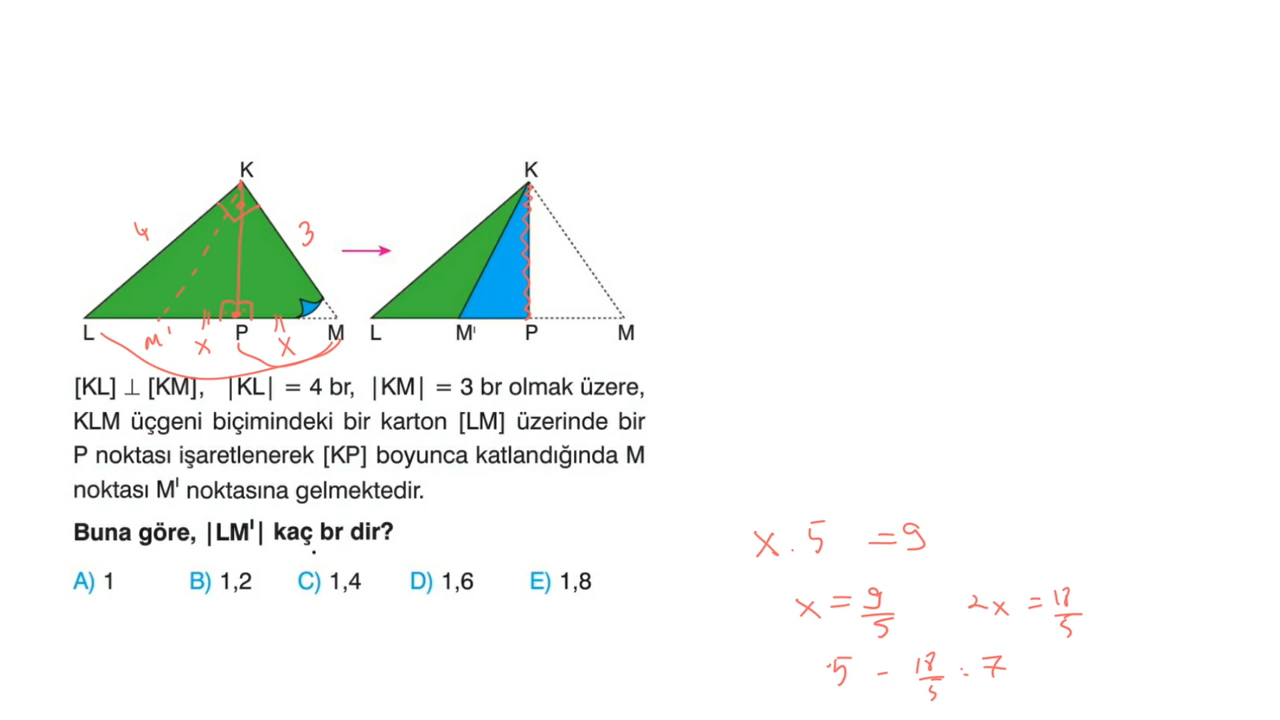 K
K
4
3
L
M'
P
M
L
M'
P
M
x
x
[KL] ⊥ [KM], |KL| = 4 br, |KM| = 3 br olmak üzere,
KLM üçgeni biçimindeki bir karton [LM] üzerinde bir
P noktası işaretlenerek [KP] boyunca katlandığında M
noktası M' noktasına gelmektedir.
Buna göre, |LM'| kaç br dir?
A) 1 B) 1,2 C) 1,4 D) 1,6 E) 1,8
x . 5 = 9
x = 9/5 2x = 18/5
5 - 18/5 = 7